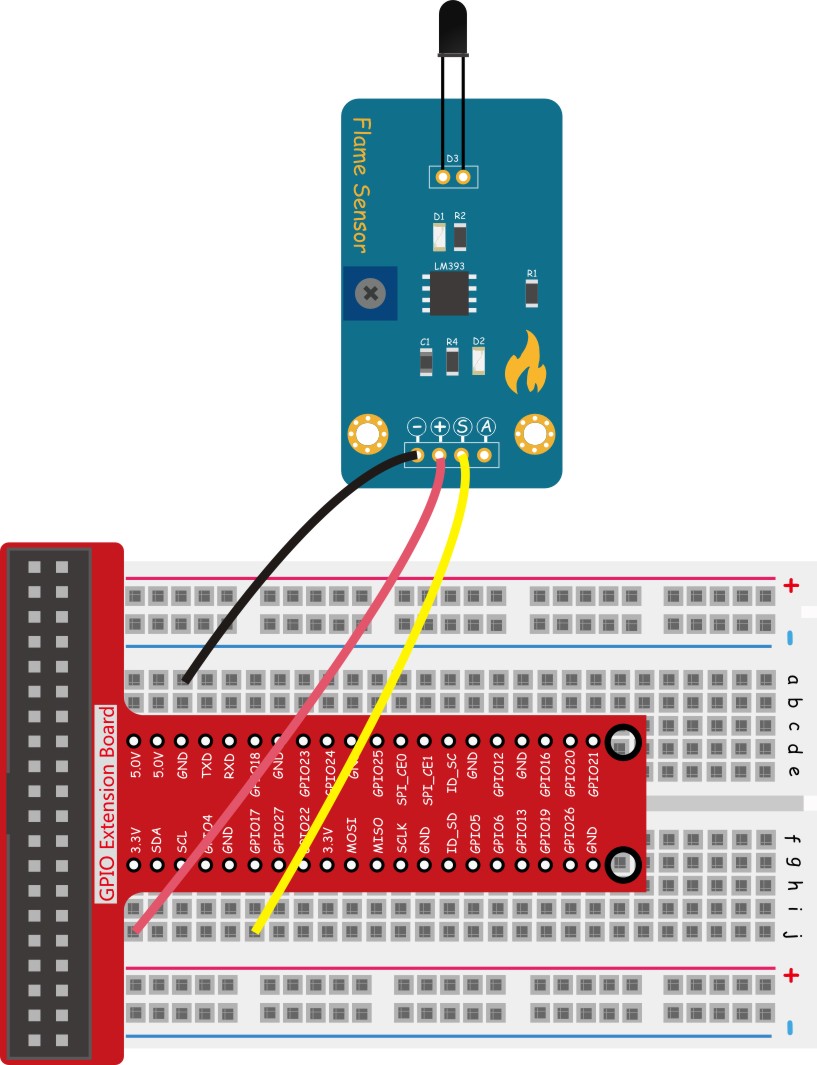 Flame Sensor
D3
D1 R2
LM393
R1
C1 R4 D2
- + S A
+
-
a
b
c
d
e
GPIO Extension Board
5.0V 5.0V GND TXD RXD GPIO18 GND GPIO23 GPIO24 GND GPIO25 SPI_CE0 SPI_CE1 ID_SC GND GPIO12 GND GPIO16 GPIO20 GPIO21
3.3V SDA SCL GPIO4 GND GPIO17 GPIO27 GPIO22 3.3V MOSI MISO SCLK GND ID_SD GPIO5 GPIO6 GPIO13 GPIO19 GPIO26 GND
f
g
h
i
j
+
-